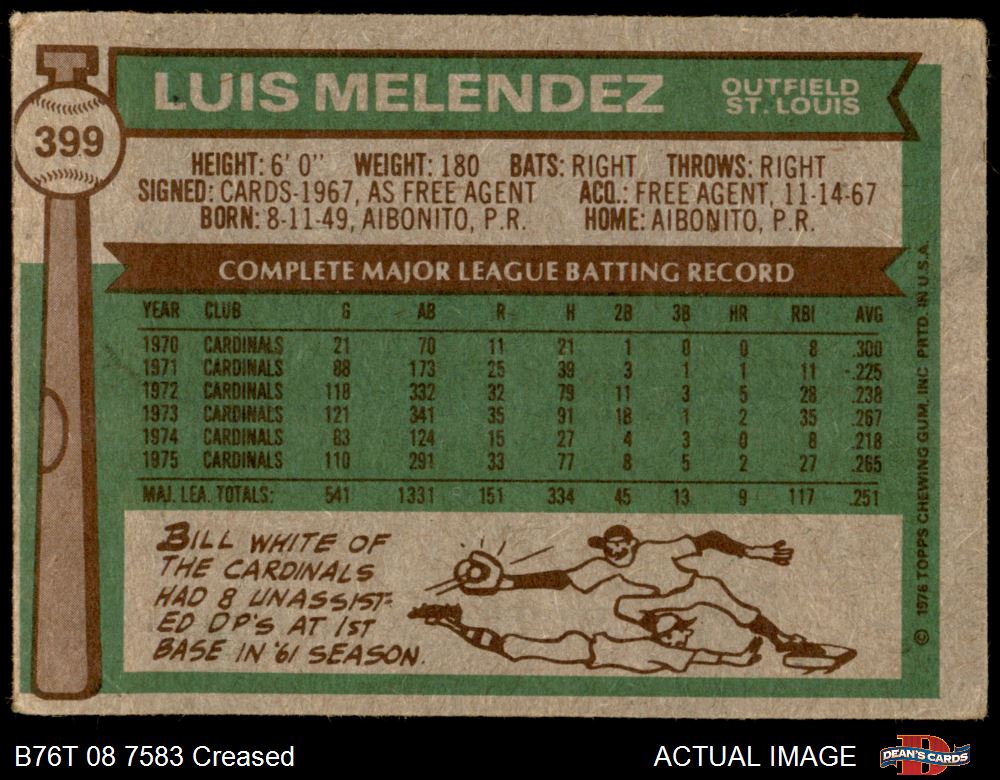 LUIS MELENDEZ
OUTFIELD
ST. LOUIS
399
HEIGHT: 6' 0" WEIGHT: 180 BATS: RIGHT THROWS: RIGHT
SIGNED: CARDS-1967, AS FREE AGENT ACQ.: FREE AGENT, 11-14-67
BORN: 8-11-49, AIBONITO, P.R. HOME: AIBONITO, P.R.
COMPLETE MAJOR LEAGUE BATTING RECORD
YEAR CLUB G AB R H 2B 3B HR RBI AVG
1970 CARDINALS 21 70 11 21 1 0 0 8 .300
1971 CARDINALS 88 173 25 39 3 1 1 11 .225
1972 CARDINALS 118 332 32 79 11 3 5 28 .238
1973 CARDINALS 121 341 35 91 18 1 2 35 .267
1974 CARDINALS 83 124 15 27 4 3 0 8 .218
1975 CARDINALS 110 291 33 77 8 5 2 27 .265
MAJ. LEA. TOTALS: 541 1331 151 334 45 13 9 117 .251
BILL WHITE OF
THE CARDINALS
HAD 8 UNASSIST-
ED DP'S AT 1ST
BASE IN '61 SEASON.
© 1976 TOPPS CHEWING GUM, INC PRTD. IN U.S.A.
B76T 08 7583 Creased
ACTUAL IMAGE
DEAN'S CARDS